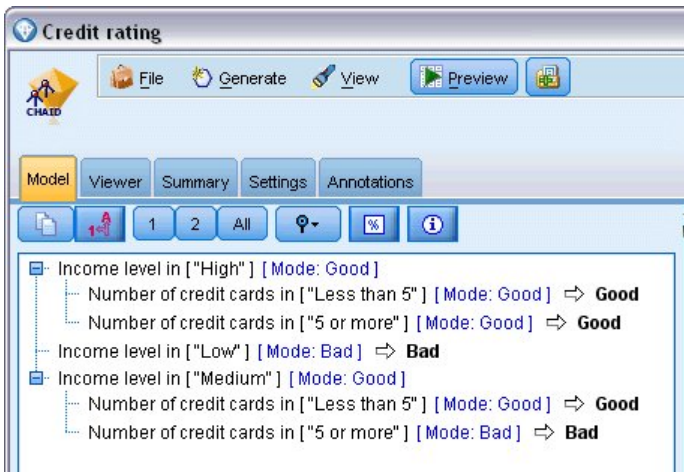 Credit rating
CHAID
File Generate View Preview
Model Viewer Summary Settings Annotations
1 2 All %
Income level in ["High"] [Mode: Good]
Number of credit cards in ["Less than 5"] [Mode: Good] ⇨ Good
Number of credit cards in ["5 or more"] [Mode: Good] ⇨ Good
Income level in ["Low"] [Mode: Bad] ⇨ Bad
Income level in ["Medium"] [Mode: Good]
Number of credit cards in ["Less than 5"] [Mode: Good] ⇨ Good
Number of credit cards in ["5 or more"] [Mode: Bad] ⇨ Bad